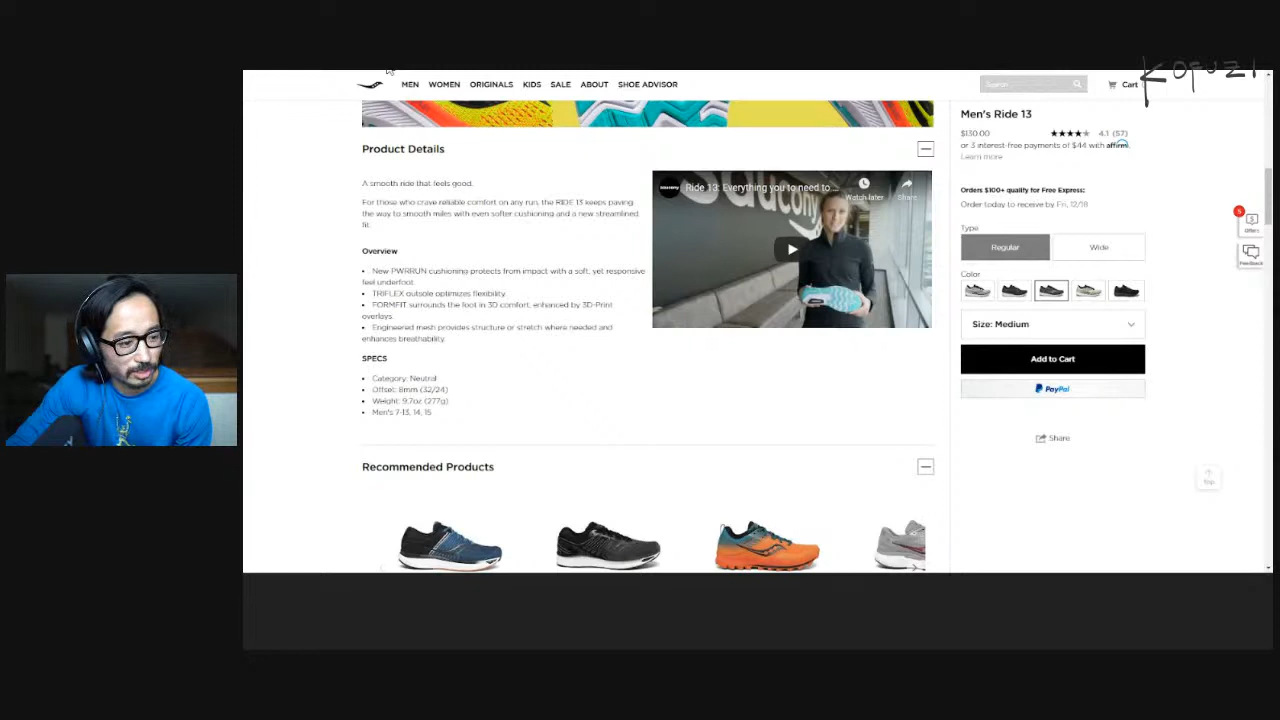 KOFUZI
MEN WOMEN ORIGINALS KIDS SALE ABOUT SHOE ADVISOR
Search
Cart
Product Details
A smooth ride that feels good.
For those who crave reliable comfort on any run, the RIDE 13 keeps paving
the way to smooth miles with even softer cushioning and a new streamlined
fit.
Overview
• New PWRRUN cushioning protects from impact with a soft, yet responsive
feel underfoot.
• TRIFLEX outsole optimizes flexibility.
• FORMFIT surrounds the foot in 3D comfort, enhanced by 3D-Print
overlays.
• Engineered mesh provides structure or stretch where needed and
enhances breathability.
SPECS
• Category: Neutral
• Offset: 8mm (32/24)
• Weight: 9.7oz (277g)
• Men's 7-13, 14, 15
Ride 13: Everything you to need to ...
Watch later
Share
saucony
Recommended Products
Men's Ride 13
$130.00
4.1 (57)
or 3 interest-free payments of $44 with affirm.
Learn more
Orders $100+ qualify for Free Express:
Order today to receive by Fri, 12/18
Type
Regular
Wide
Color
Size: Medium
Add to Cart
PayPal
Share
5
Offers
Feedback
Top